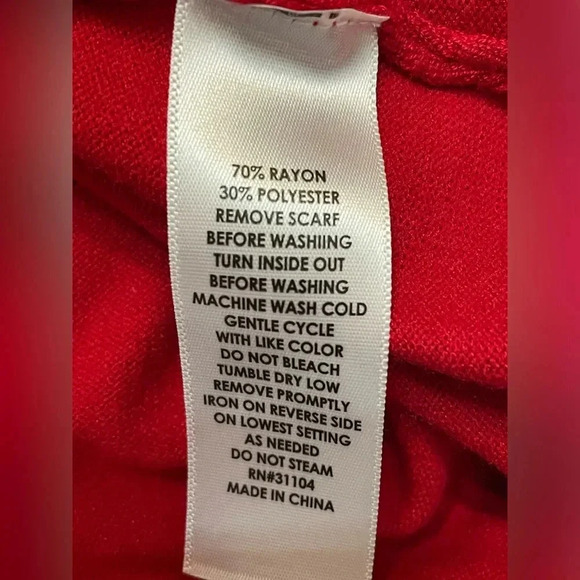 70% RAYON
30% POLYESTER
REMOVE SCARF
BEFORE WASHIING
TURN INSIDE OUT
BEFORE WASHING
MACHINE WASH COLD
GENTLE CYCLE
WITH LIKE COLOR
DO NOT BLEACH
TUMBLE DRY LOW
REMOVE PROMPTLY
IRON ON REVERSE SIDE
ON LOWEST SETTING
AS NEEDED
DO NOT STEAM
RN#31104
MADE IN CHINA